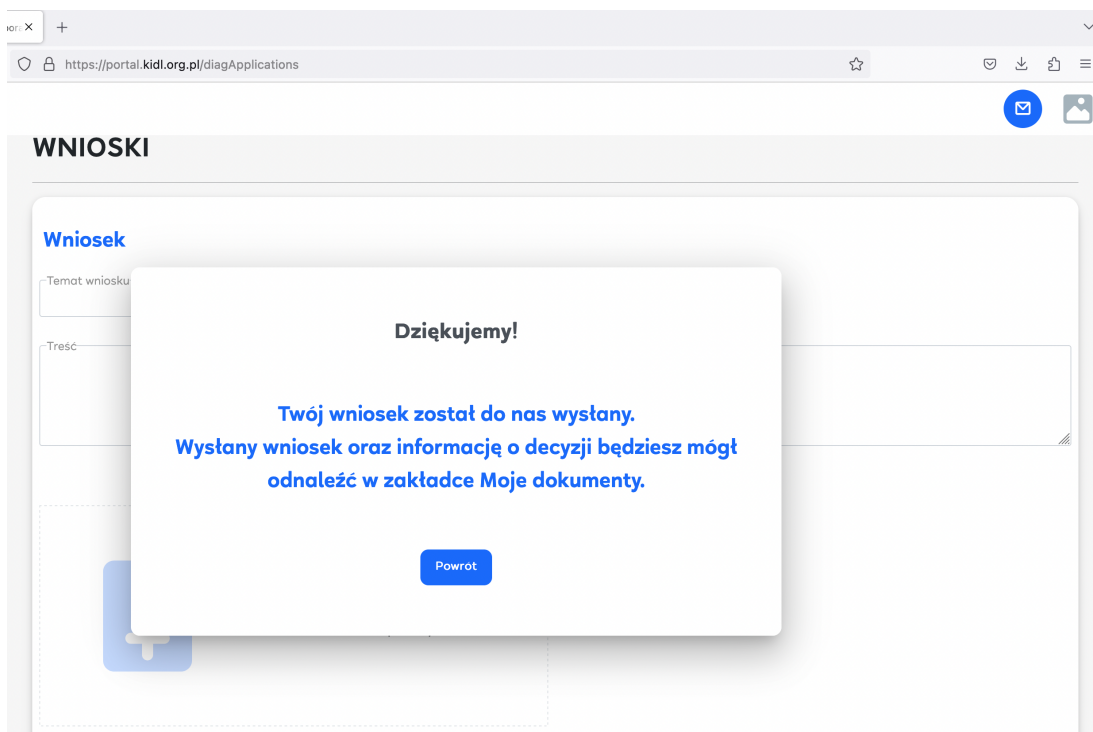 https://portal.kidl.org.pl/diagApplications
WNIOSKI
Wniosek
Temat wniosku
Treść
Dziękujemy!
Twój wniosek został do nas wysłany.
Wysłany wniosek oraz informację o decyzji będziesz mógł
odnaleźć w zakładce Moje dokumenty.
Powrót